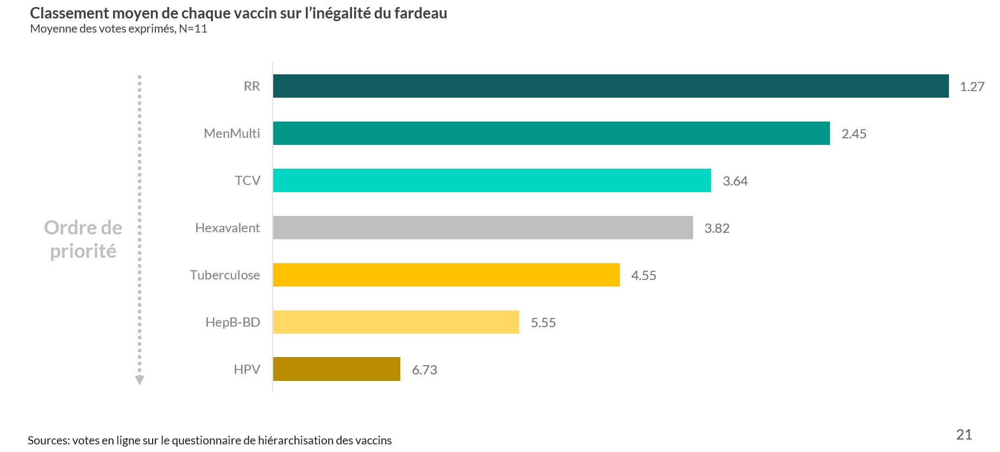 Classement moyen de chaque vaccin sur l’inégalité du fardeau
Moyenne des votes exprimés, N=11
RR
1.27
MenMulti
2.45
TCV
3.64
Hexavalent
3.82
Ordre de
priorité
Tuberculose
4.55
HepB-BD
5.55
HPV
6.73
Sources: votes en ligne sur le questionnaire de hiérarchisation des vaccins
21